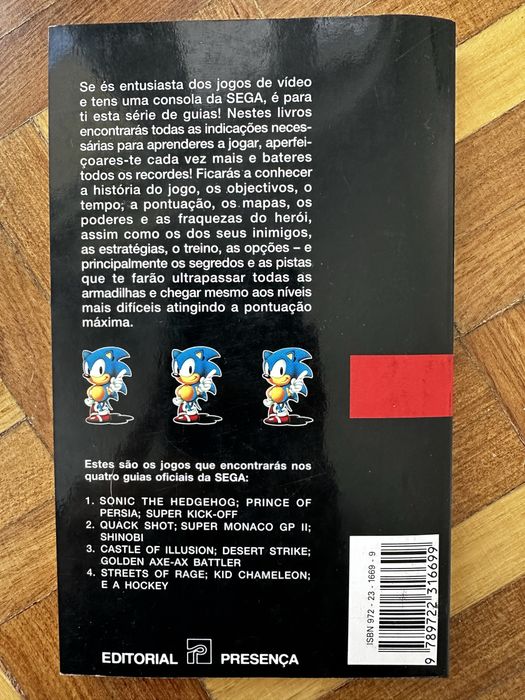 Se és entusiasta dos jogos de vídeo
e tens uma consola da SEGA, é para
ti esta série de guias! Nestes livros
encontrarás todas as indicações neces-
sárias para aprenderes a jogar, aperfei-
çoares-te cada vez mais e bateres
todos os recordes! Ficarás a conhecer
a história do jogo, os objectivos, o
tempo, a pontuação, os mapas, os
poderes e as fraquezas do herói,
assim como os dos seus inimigos,
as estratégias, o treino, as opções – e
principalmente os segredos e as pistas
que te farão ultrapassar todas as
armadilhas e chegar mesmo aos níveis
mais difíceis atingindo a pontuação
máxima.
Estes são os jogos que encontrarás nos
quatro guias oficiais da SEGA:
1. SONIC THE HEDGEHOG; PRINCE OF
PERSIA; SUPER KICK-OFF
2. QUACK SHOT; SUPER MONACO GP II;
SHINOBI
3. CASTLE OF ILLUSION; DESERT STRIKE;
GOLDEN AXE-AX BATTLER
4. STREETS OF RAGE; KID CHAMELEON;
E A HOCKEY
EDITORIAL PRESENÇA
ISBN 972 - 23 - 1669 - 9
9 789722 316699